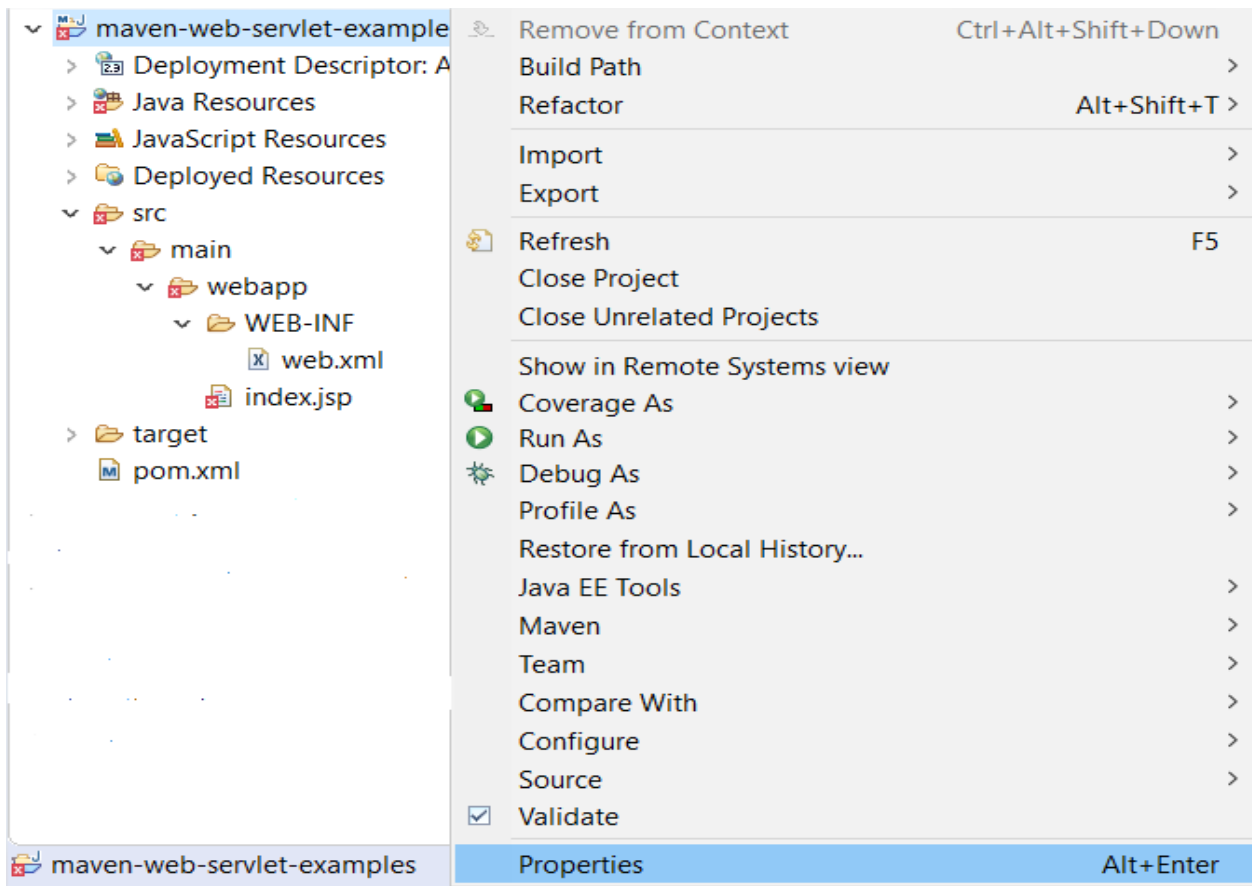 maven-web-servlet-example
Deployment Descriptor: A
Java Resources
JavaScript Resources
Deployed Resources
src
main
webapp
WEB-INF
web.xml
index.jsp
target
pom.xml
maven-web-servlet-examples
Remove from Context Ctrl+Alt+Shift+Down
Build Path
Refactor Alt+Shift+T
Import
Export
Refresh F5
Close Project
Close Unrelated Projects
Show in Remote Systems view
Coverage As
Run As
Debug As
Profile As
Restore from Local History...
Java EE Tools
Maven
Team
Compare With
Configure
Source
Validate
Properties Alt+Enter